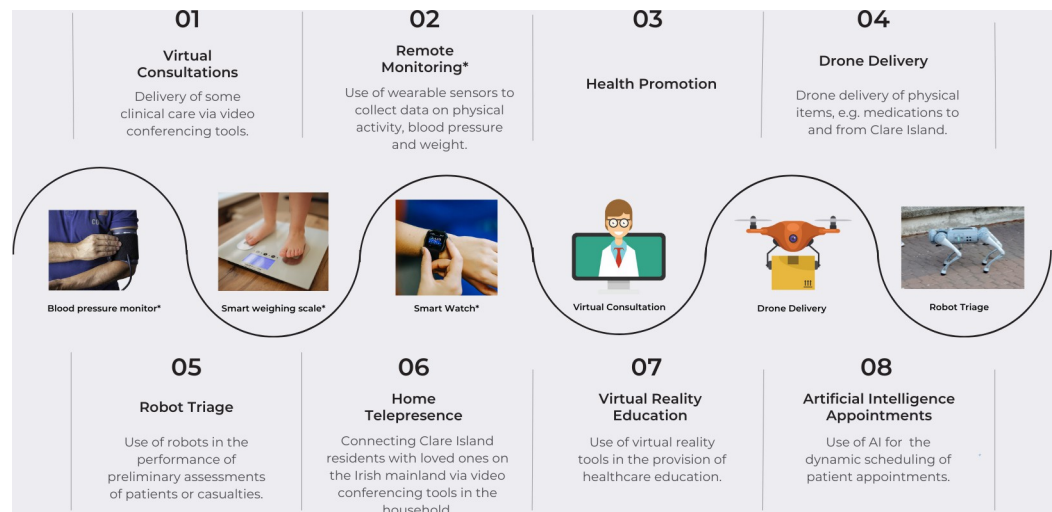 01
Virtual
Consultations
Delivery of some
clinical care via video
conferencing tools.
02
Remote
Monitoring*
Use of wearable sensors to
collect data on physical
activity, blood pressure
and weight.
03
Health Promotion
04
Drone Delivery
Drone delivery of physical
items, e.g. medications to
and from Clare Island.
Blood pressure monitor*
Smart weighing scale*
Smart Watch*
Virtual Consultation
Drone Delivery
Robot Triage
05
Robot Triage
Use of robots in the
performance of
preliminary assessments
of patients or casualties.
06
Home
Telepresence
Connecting Clare Island
residents with loved ones on
the Irish mainland via video
conferencing tools in the
household
07
Virtual Reality
Education
Use of virtual reality
tools in the provision of
healthcare education.
08
Artificial Intelligence
Appointments
Use of AI for the
dynamic scheduling of
patient appointments.